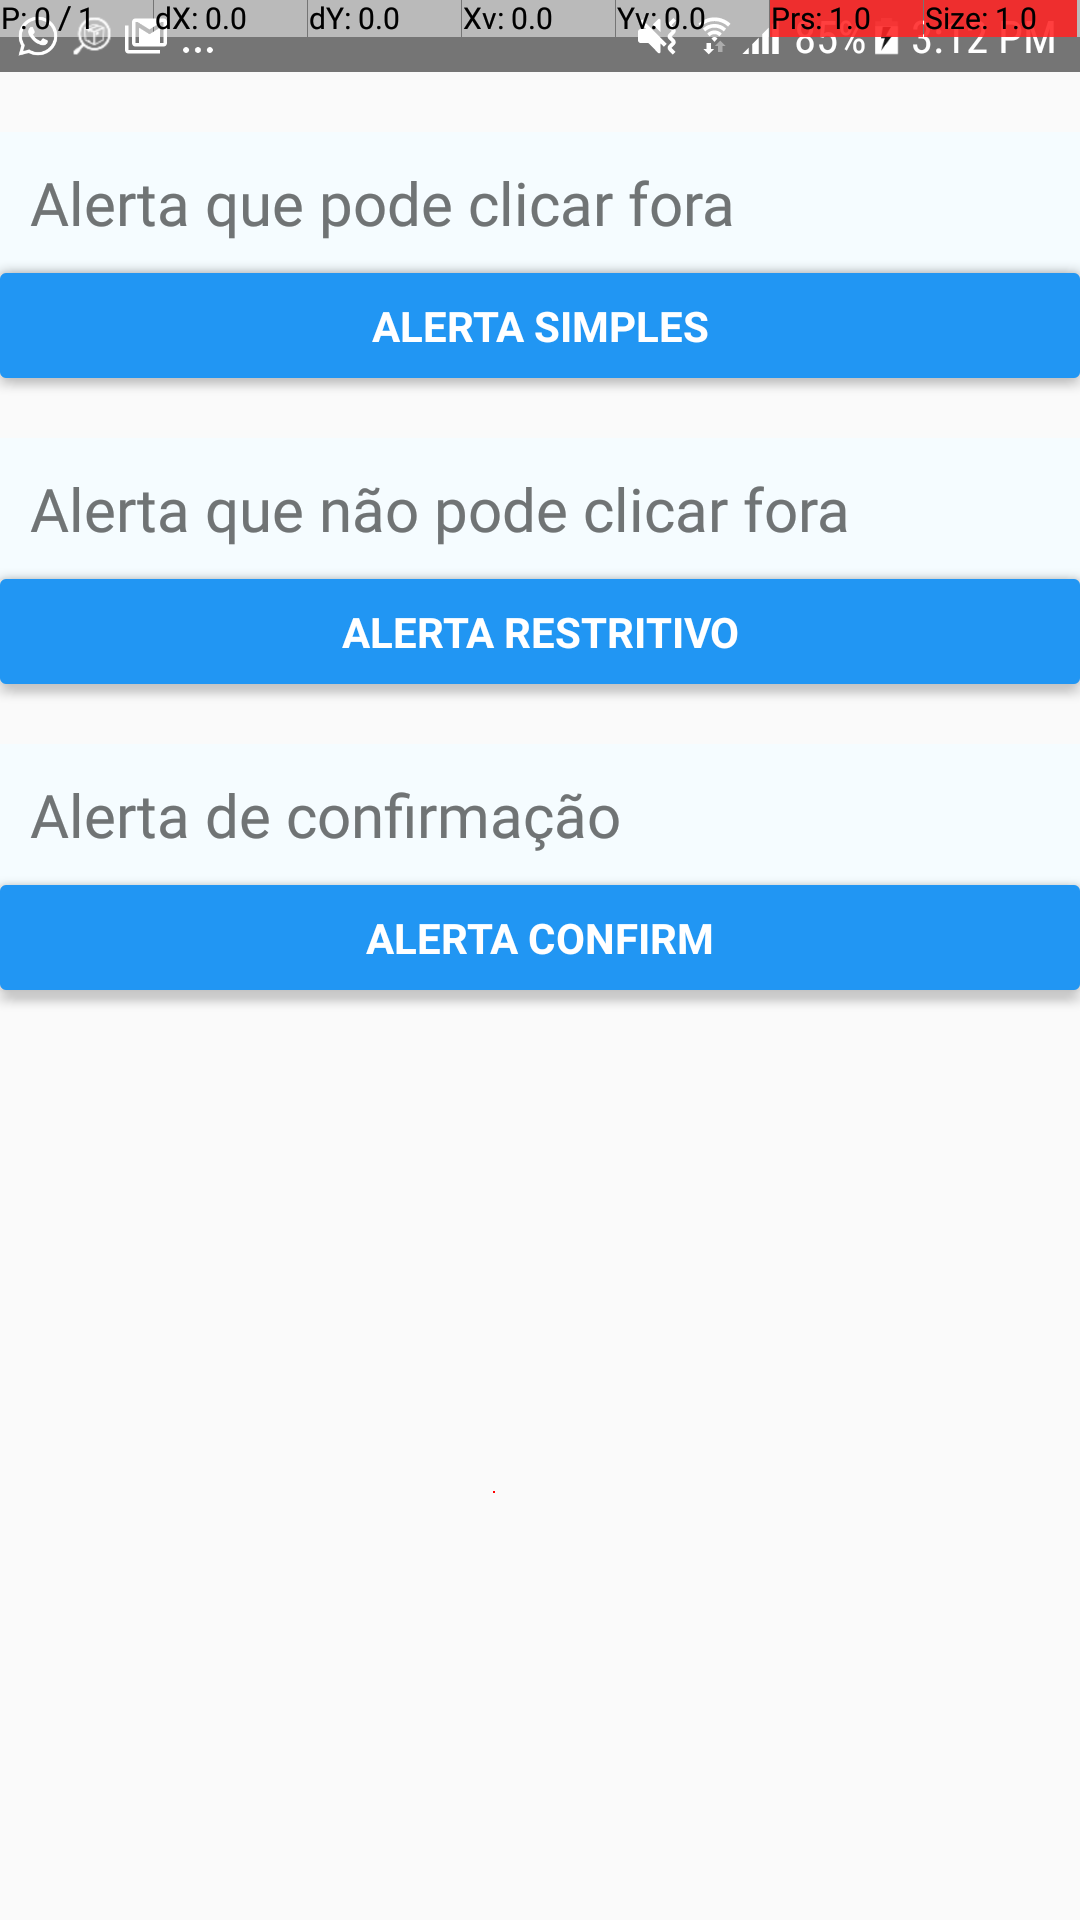 P: 0 / 1 dX: 0.0 dY: 0.0 Xv: 0.0 Yv: 0.0 Prs: 1.0 Size: 1.0
85% 3:12 PM
Alerta que pode clicar fora
ALERTA SIMPLES
Alerta que não pode clicar fora
ALERTA RESTRITIVO
Alerta de confirmação
ALERTA CONFIRM